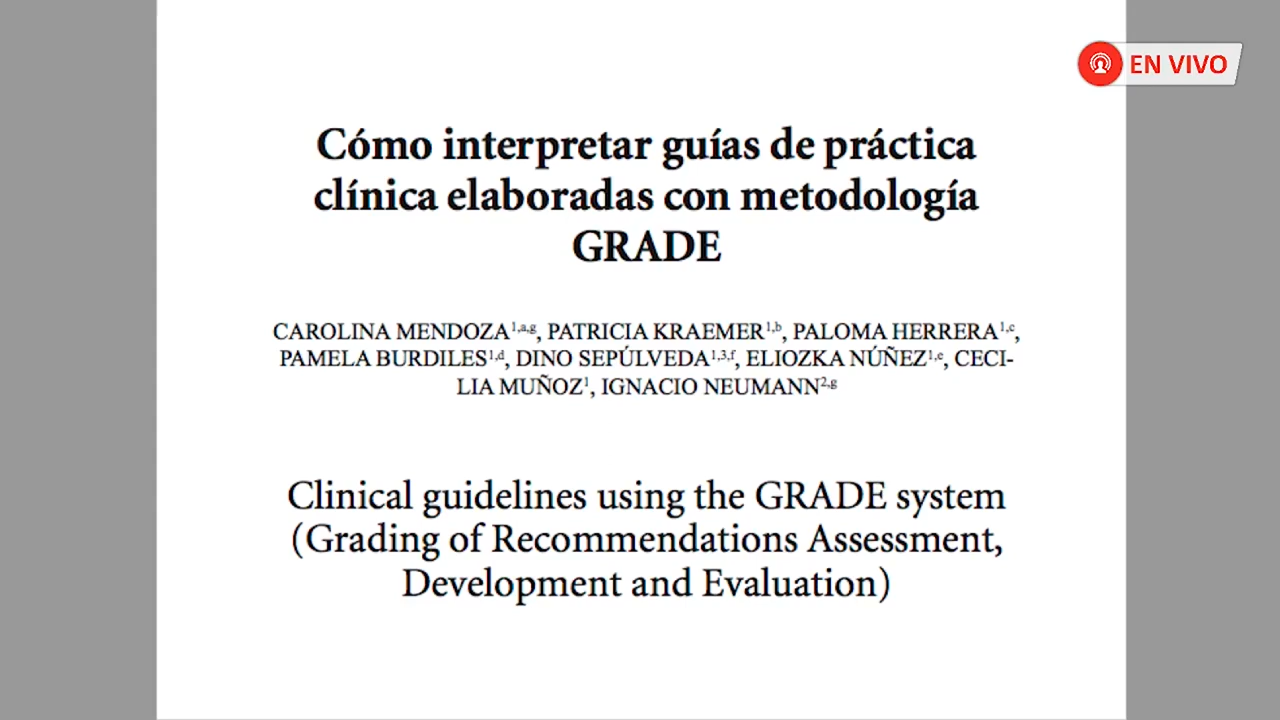 EN VIVO
Cómo interpretar guías de práctica
clínica elaboradas con metodología
GRADE
CAROLINA MENDOZA1,a,g, PATRICIA KRAEMER1,b, PALOMA HERRERA1,c,
PAMELA BURDILES1,d, DINO SEPÚLVEDA1,3,f, ELIOZKA NÚÑEZ1,e, CECI-
LIA MUÑOZ1, IGNACIO NEUMANN2,g
Clinical guidelines using the GRADE system
(Grading of Recommendations Assessment,
Development and Evaluation)